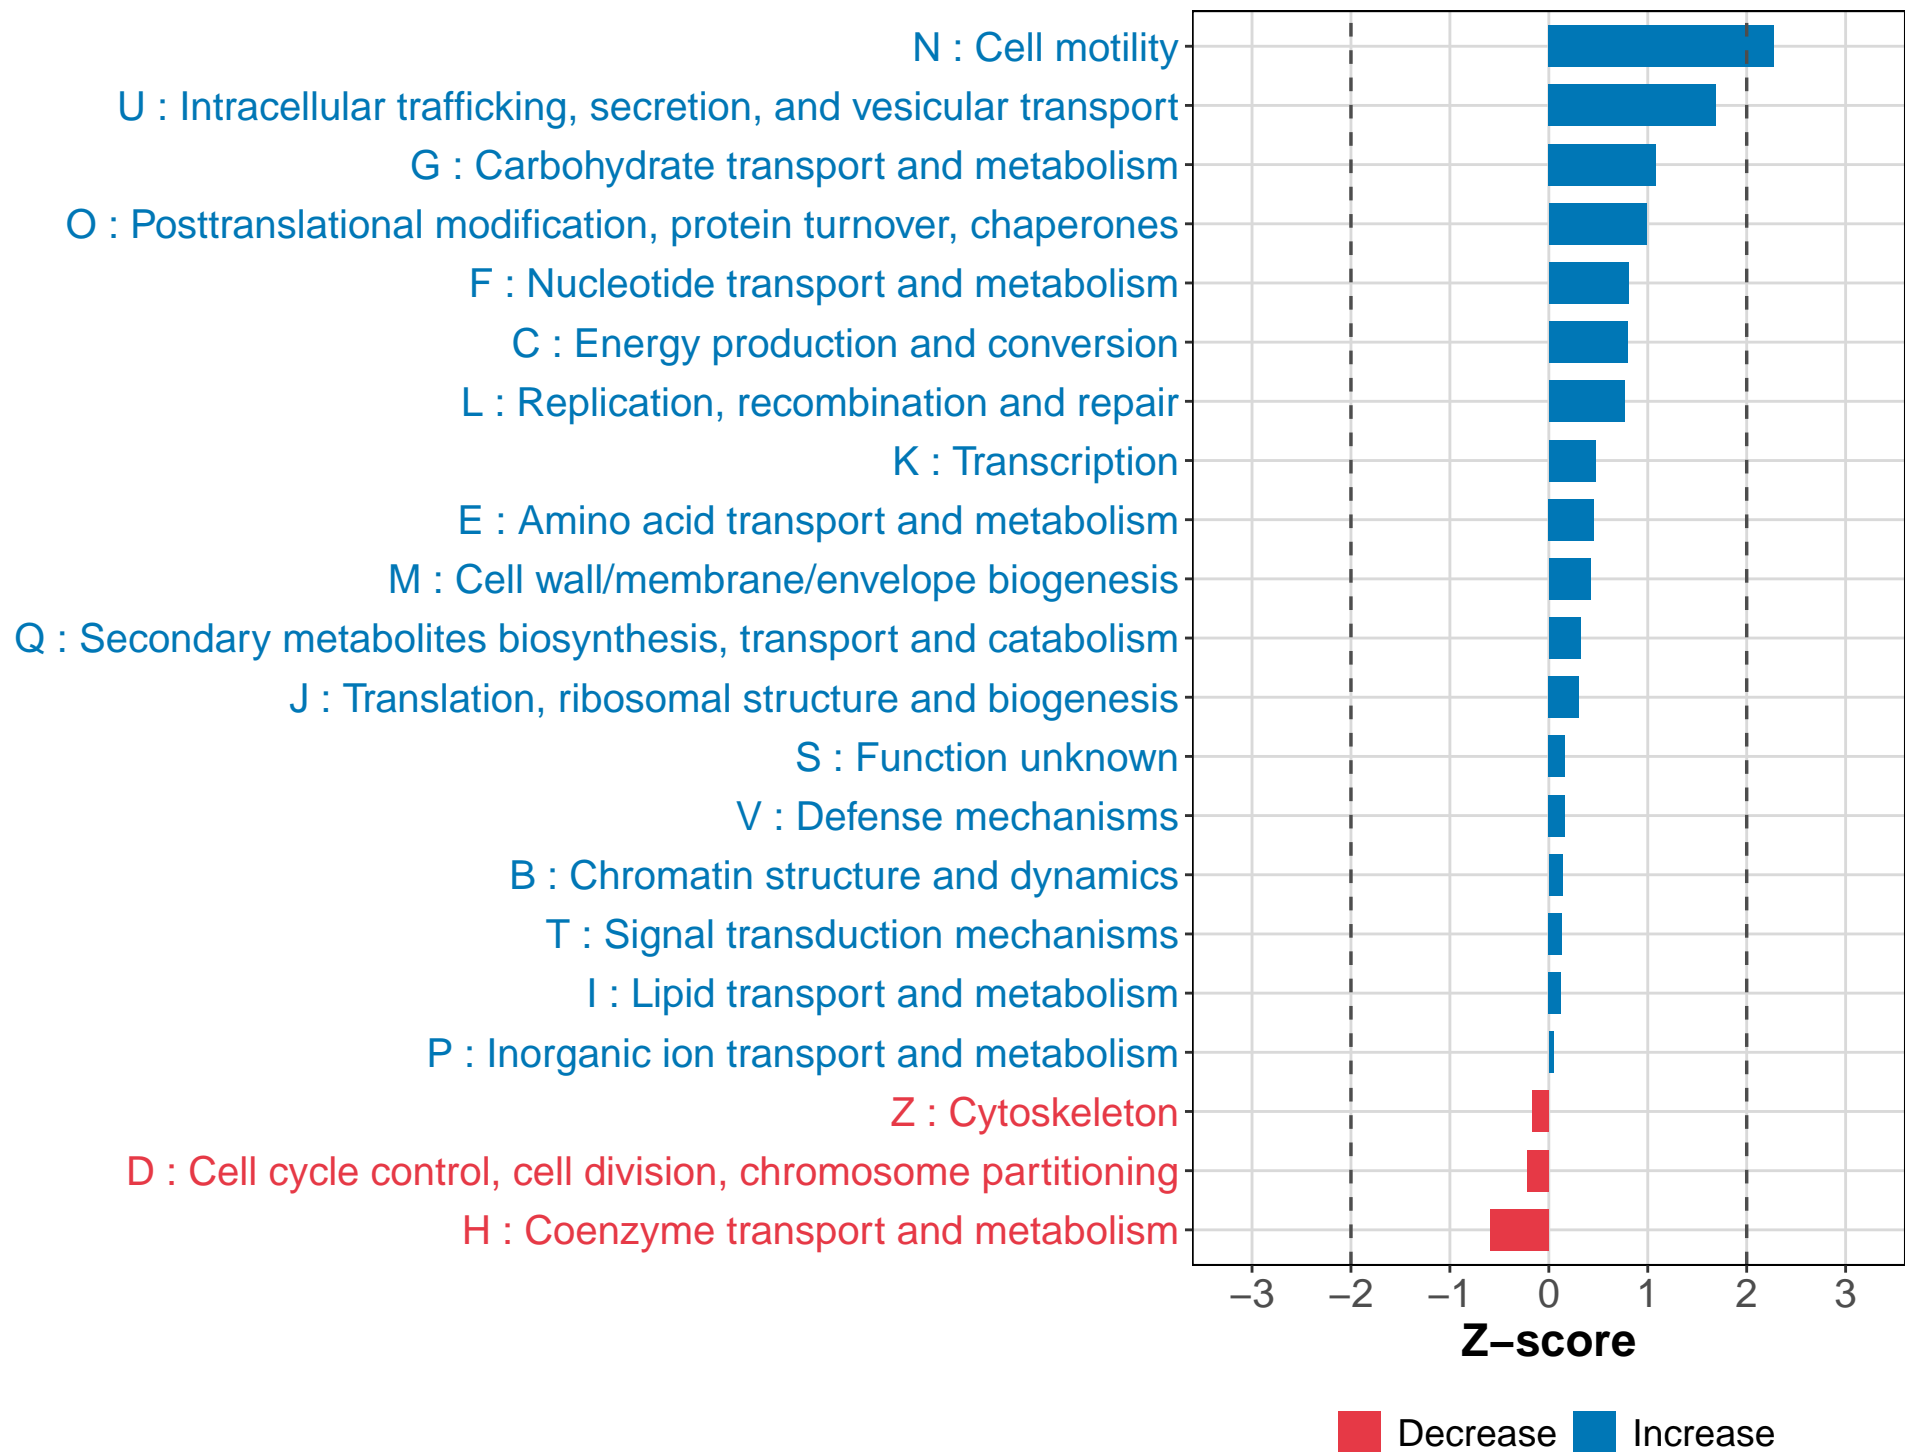 N : Cell motility
U : Intracellular trafficking, secretion, and vesicular transport
G : Carbohydrate transport and metabolism
O : Posttranslational modification, protein turnover, chaperones
F : Nucleotide transport and metabolism
C : Energy production and conversion
L : Replication, recombination and repair
K : Transcription
E : Amino acid transport and metabolism
M : Cell wall/membrane/envelope biogenesis
Q : Secondary metabolites biosynthesis, transport and catabolism
J : Translation, ribosomal structure and biogenesis
S : Function unknown
V : Defense mechanisms
B : Chromatin structure and dynamics
T : Signal transduction mechanisms
I : Lipid transport and metabolism
P : Inorganic ion transport and metabolism
Z : Cytoskeleton
D : Cell cycle control, cell division, chromosome partitioning
H : Coenzyme transport and metabolism
−3 −2 −1 0 1 2 3
Z−score
Decrease Increase